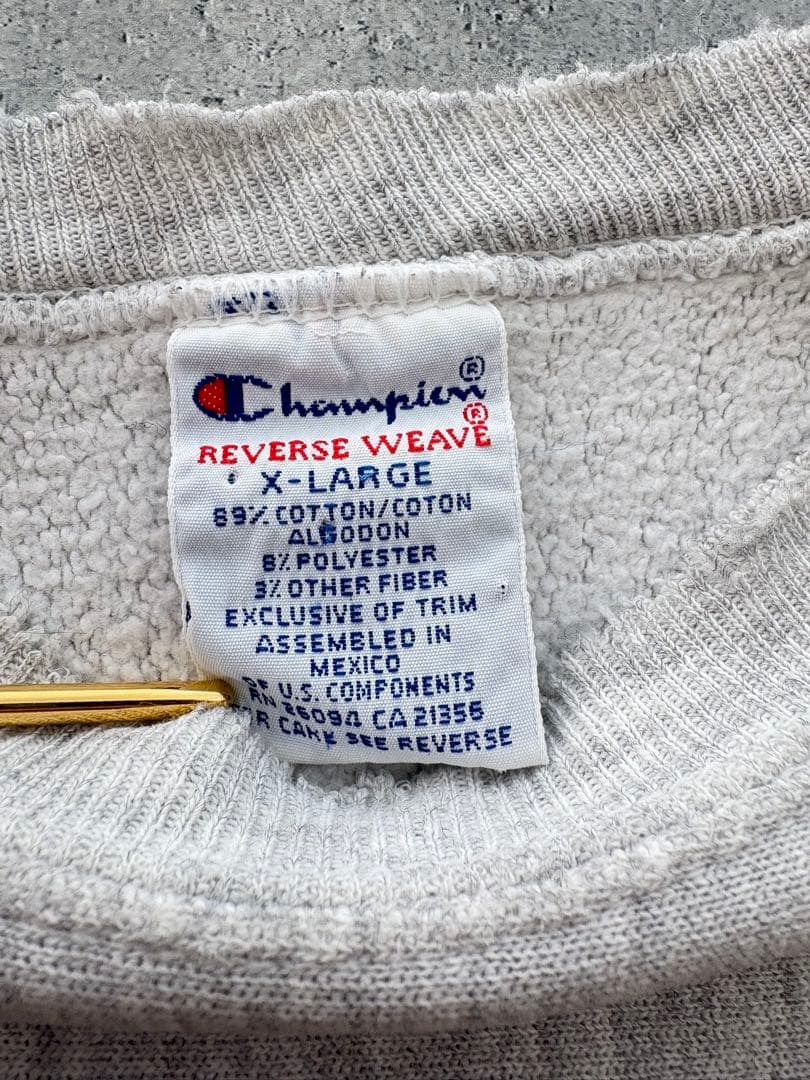 Champion®
REVERSE WEAVE®
X-LARGE
89% COTTON/COTON
ALGODON
8% POLYESTER
3% OTHER FIBER
EXCLUSIVE OF TRIM
ASSEMBLED IN
MEXICO
OF U.S. COMPONENTS
RN 26094 CA 21356
R CARE SEE REVERSE